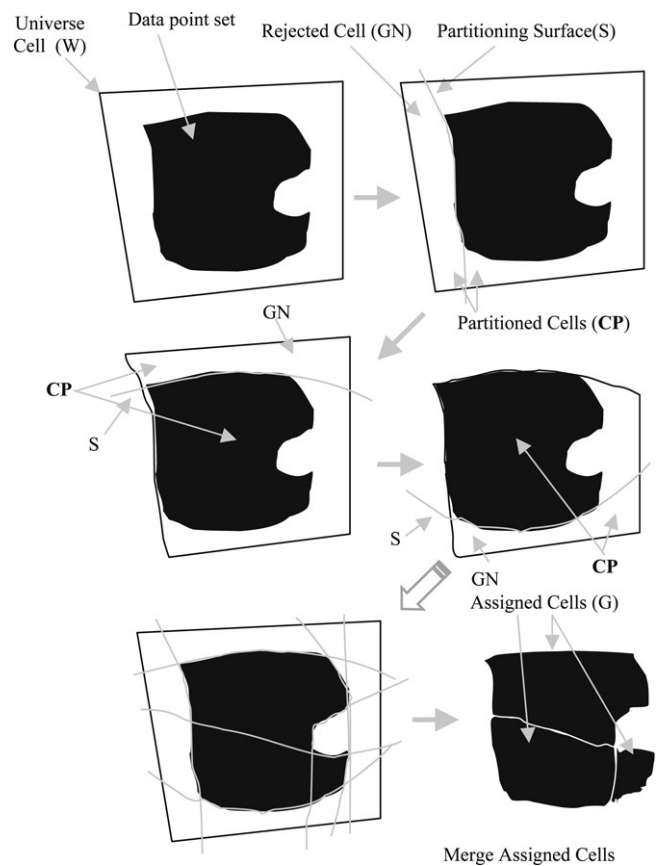 Universe
Cell (W)
Data point set
Rejected Cell (GN)
Partitioning Surface(S)
GN
Partitioned Cells (CP)
CP
S
S
GN
CP
Assigned Cells (G)
Merge Assigned Cells